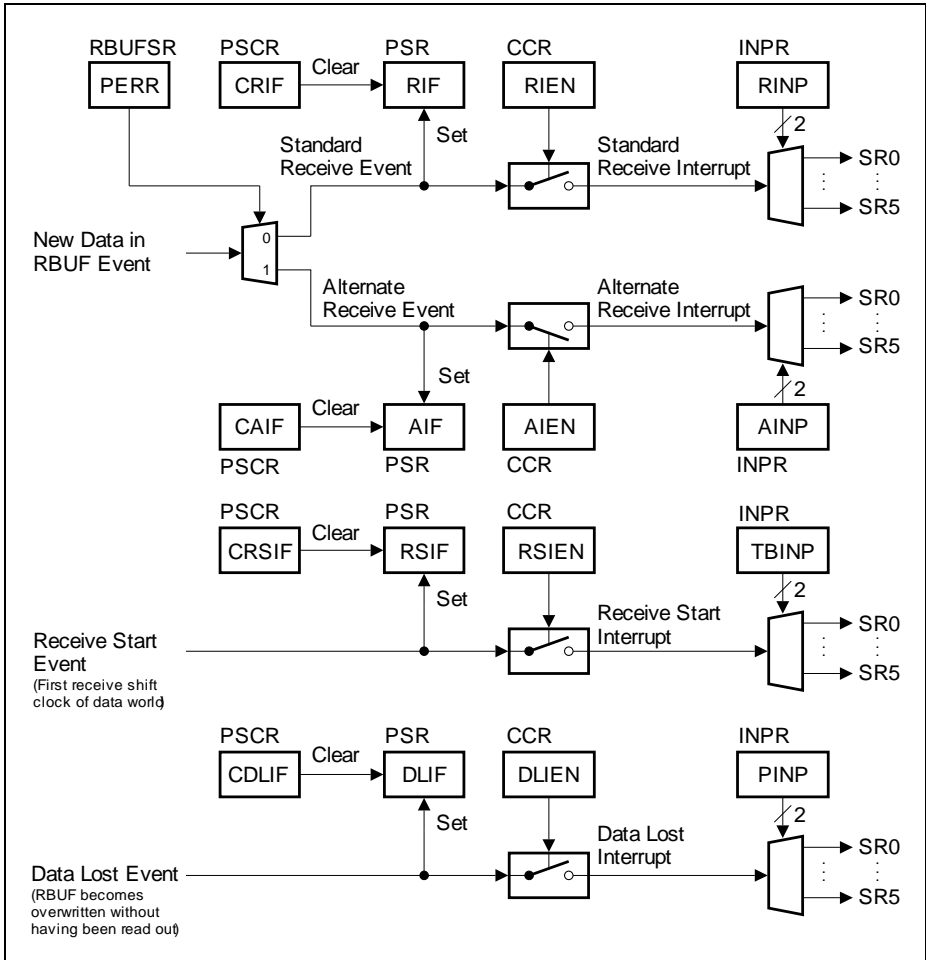 RBUFSR
PERR
PSCR
CRIF
Clear
PSR
RIF
Set
CCR
RIEN
INPR
RINP
2
Standard
Receive Event
Standard
Receive Interrupt
SR0
SR5
New Data in
RBUF Event
0
1
Alternate
Receive Event
Alternate
Receive Interrupt
SR0
SR5
Set
2
CAIF
Clear
AIF
AIEN
AINP
PSCR
PSR
CCR
INPR
PSCR
CRSIF
Clear
PSR
RSIF
Set
CCR
RSIEN
INPR
TBINP
2
Receive Start
Interrupt
SR0
SR5
Receive Start
Event
(First receive shift
clock of data world)
PSCR
CDLIF
Clear
PSR
DLIF
Set
CCR
DLIEN
INPR
PINP
2
Data Lost
Interrupt
SR0
SR5
Data Lost Event
(RBUF becomes
overwritten without
having been read out)